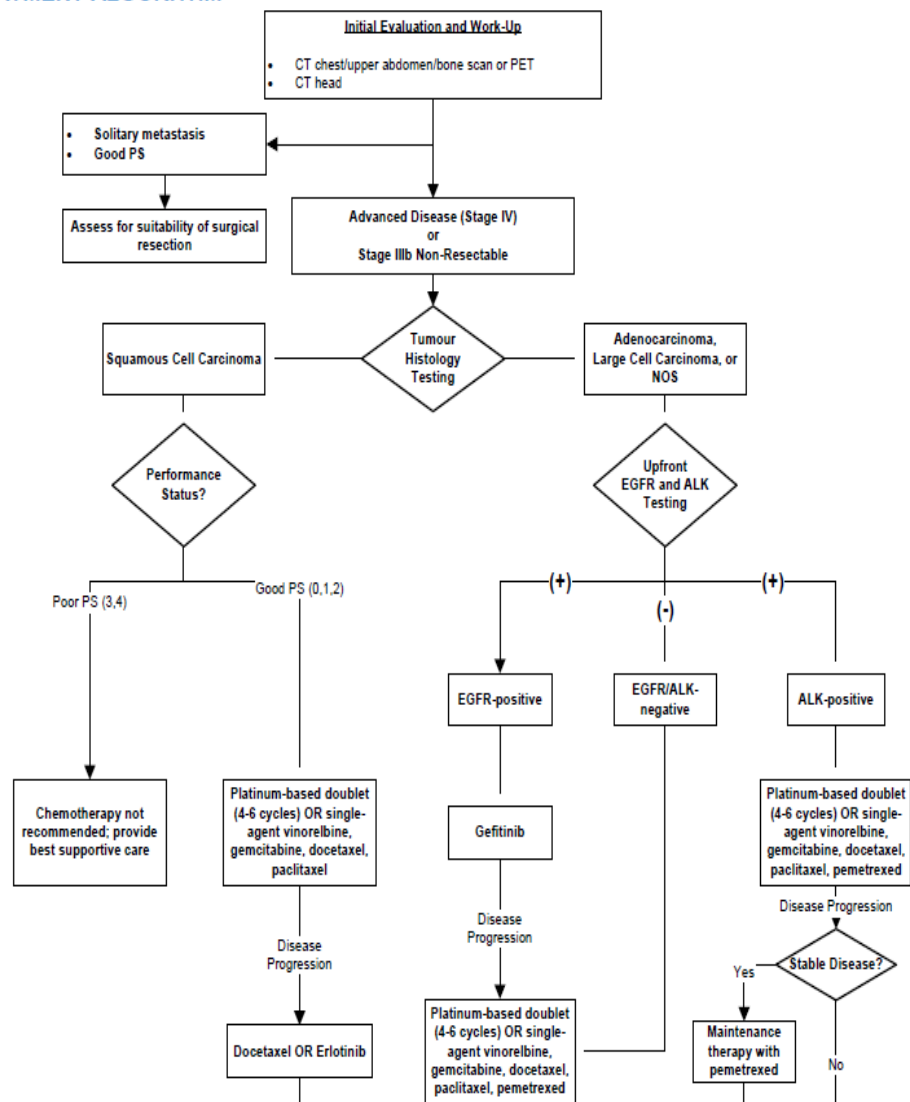 Initial Evaluation and Work-Up
• CT chest/upper abdomen/bone scan or PET
• CT head
• Solitary metastasis
• Good PS
Assess for suitability of surgical
resection
Advanced Disease (Stage IV)
or
Stage IIIb Non-Resectable
Squamous Cell Carcinoma
Tumour
Histology
Testing
Adenocarcinoma,
Large Cell Carcinoma, or
NOS
Performance
Status?
Upfront
EGFR and ALK
Testing
Poor PS (3,4)
Good PS (0,1,2)
(+)
(-)
(+)
EGFR-positive
EGFR/ALK-
negative
ALK-positive
Chemotherapy not
recommended; provide
best supportive care
Platinum-based doublet
(4-6 cycles) OR single-
agent vinorelbine,
gemcitabine, docetaxel,
paclitaxel
Gefitinib
Platinum-based doublet
(4-6 cycles) OR single-
agent vinorelbine,
gemcitabine, docetaxel,
paclitaxel, pemetrexed
Disease
Progression
Disease
Progression
Disease Progression
Stable Disease?
Yes
No
Docetaxel OR Erlotinib
Platinum-based doublet
(4-6 cycles) OR single-
agent vinorelbine,
gemcitabine, docetaxel,
paclitaxel, pemetrexed
Maintenance
therapy with
pemetrexed